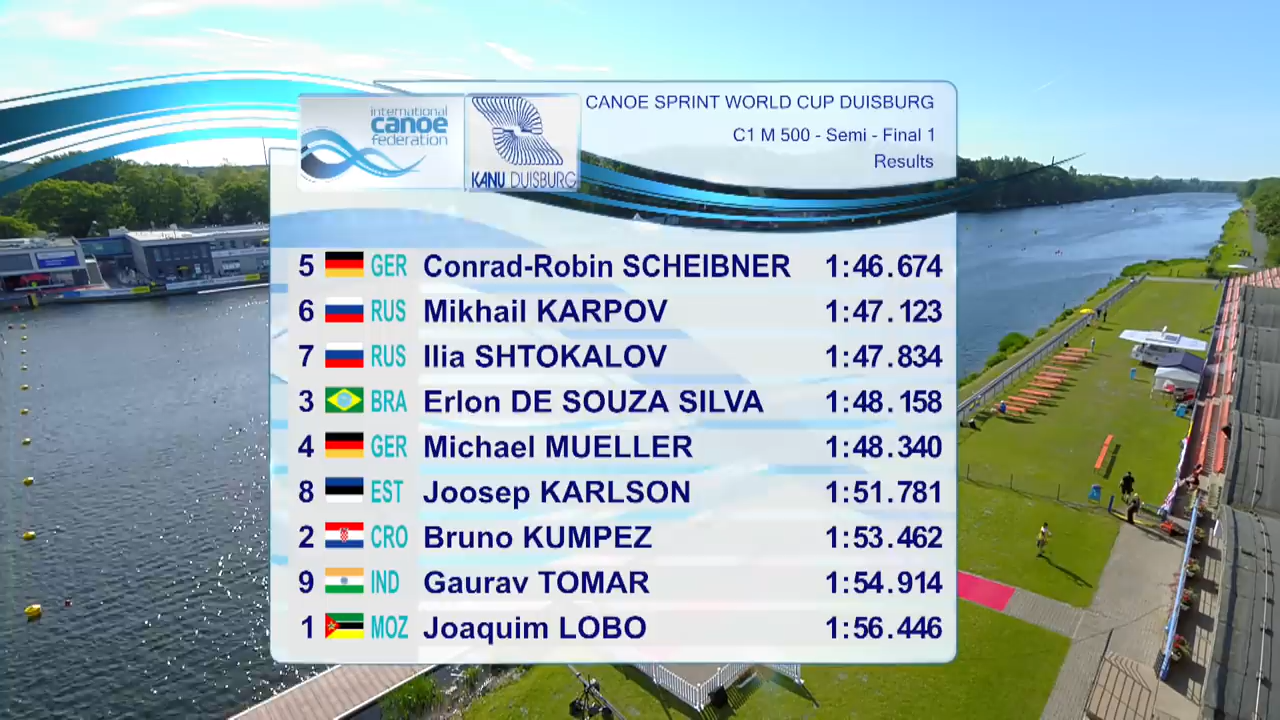 international
canoe
federation
KANU DUISBURG
CANOE SPRINT WORLD CUP DUISBURG
C1 M 500 - Semi - Final 1
Results
5 GER Conrad-Robin SCHEIBNER 1:46.674
6 RUS Mikhail KARPOV 1:47.123
7 RUS Ilia SHTOKALOV 1:47.834
3 BRA Erlon DE SOUZA SILVA 1:48.158
4 GER Michael MUELLER 1:48.340
8 EST Joosep KARLSON 1:51.781
2 CRO Bruno KUMPEZ 1:53.462
9 IND Gaurav TOMAR 1:54.914
1 MOZ Joaquim LOBO 1:56.446